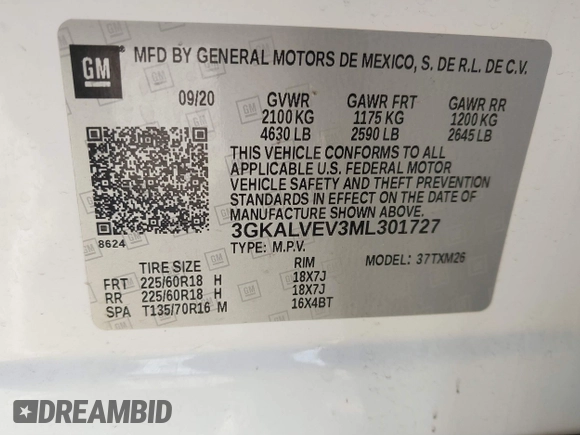 GM MFD BY GENERAL MOTORS DE MEXICO, S. DE R.L. DE C.V.
09/20 GVWR GAWR FRT GAWR RR
2100 KG 1175 KG 1200 KG
4630 LB 2590 LB 2645 LB
THIS VEHICLE CONFORMS TO ALL
APPLICABLE U.S. FEDERAL MOTOR
VEHICLE SAFETY AND THEFT PREVENTION
STANDARDS IN EFFECT ON THE DATE OF
MANUFACTURE SHOWN ABOVE.
8624 3GKALVEV3ML301727
TYPE: M.P.V. MODEL: 37TXM26
TIRE SIZE RIM
FRT 225/60R18 H 18X7J
RR 225/60R18 H 18X7J
SPA T135/70R16 M 16X4BT
DREAMBID